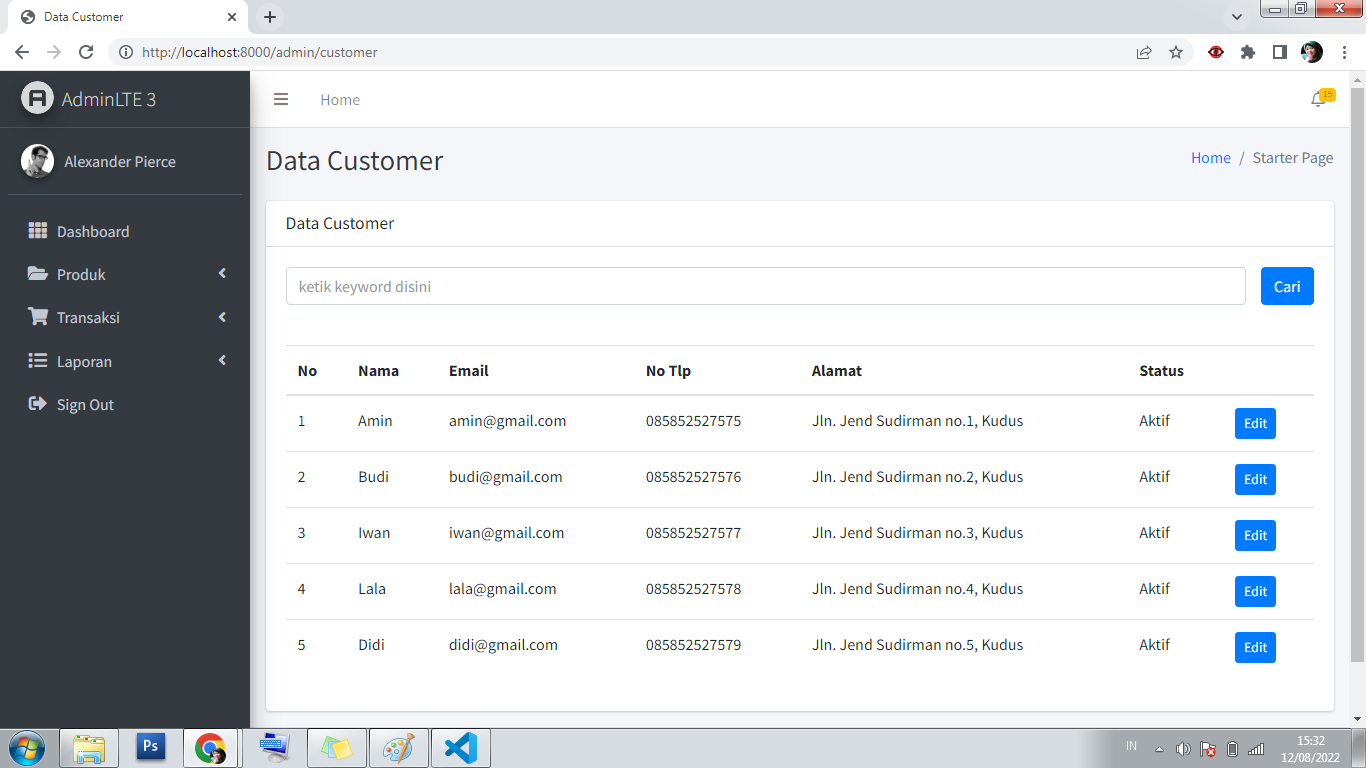 Data Customer
http://localhost:8000/admin/customer
AdminLTE 3
Home
15
Alexander Pierce
Data Customer
Home / Starter Page
Dashboard
Produk
Transaksi
Laporan
Sign Out
Data Customer
ketik keyword disini
Cari
No Nama Email No Tlp Alamat Status
1 Amin amin@gmail.com 085852527575 Jln. Jend Sudirman no.1, Kudus Aktif Edit
2 Budi budi@gmail.com 085852527576 Jln. Jend Sudirman no.2, Kudus Aktif Edit
3 Iwan iwan@gmail.com 085852527577 Jln. Jend Sudirman no.3, Kudus Aktif Edit
4 Lala lala@gmail.com 085852527578 Jln. Jend Sudirman no.4, Kudus Aktif Edit
5 Didi didi@gmail.com 085852527579 Jln. Jend Sudirman no.5, Kudus Aktif Edit
Ps
IN
15:32
12/08/2022